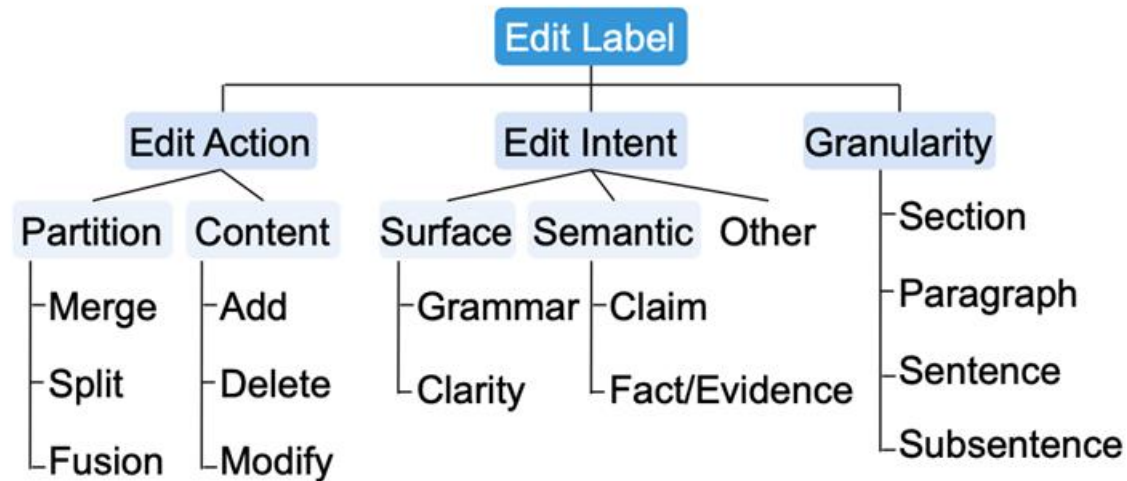 Edit Label
Edit Action
Edit Intent
Granularity
Partition
Content
Surface
Semantic
Other
Merge
Split
Fusion
Add
Delete
Modify
Grammar
Clarity
Claim
Fact/Evidence
Section
Paragraph
Sentence
Subsentence